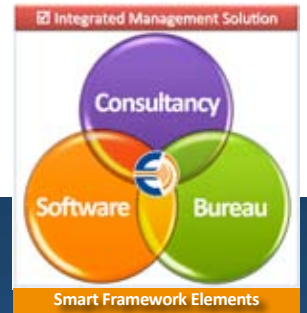 ☑ Integrated Management Solution
Consultancy
Software Bureau
Smart Framework Elements